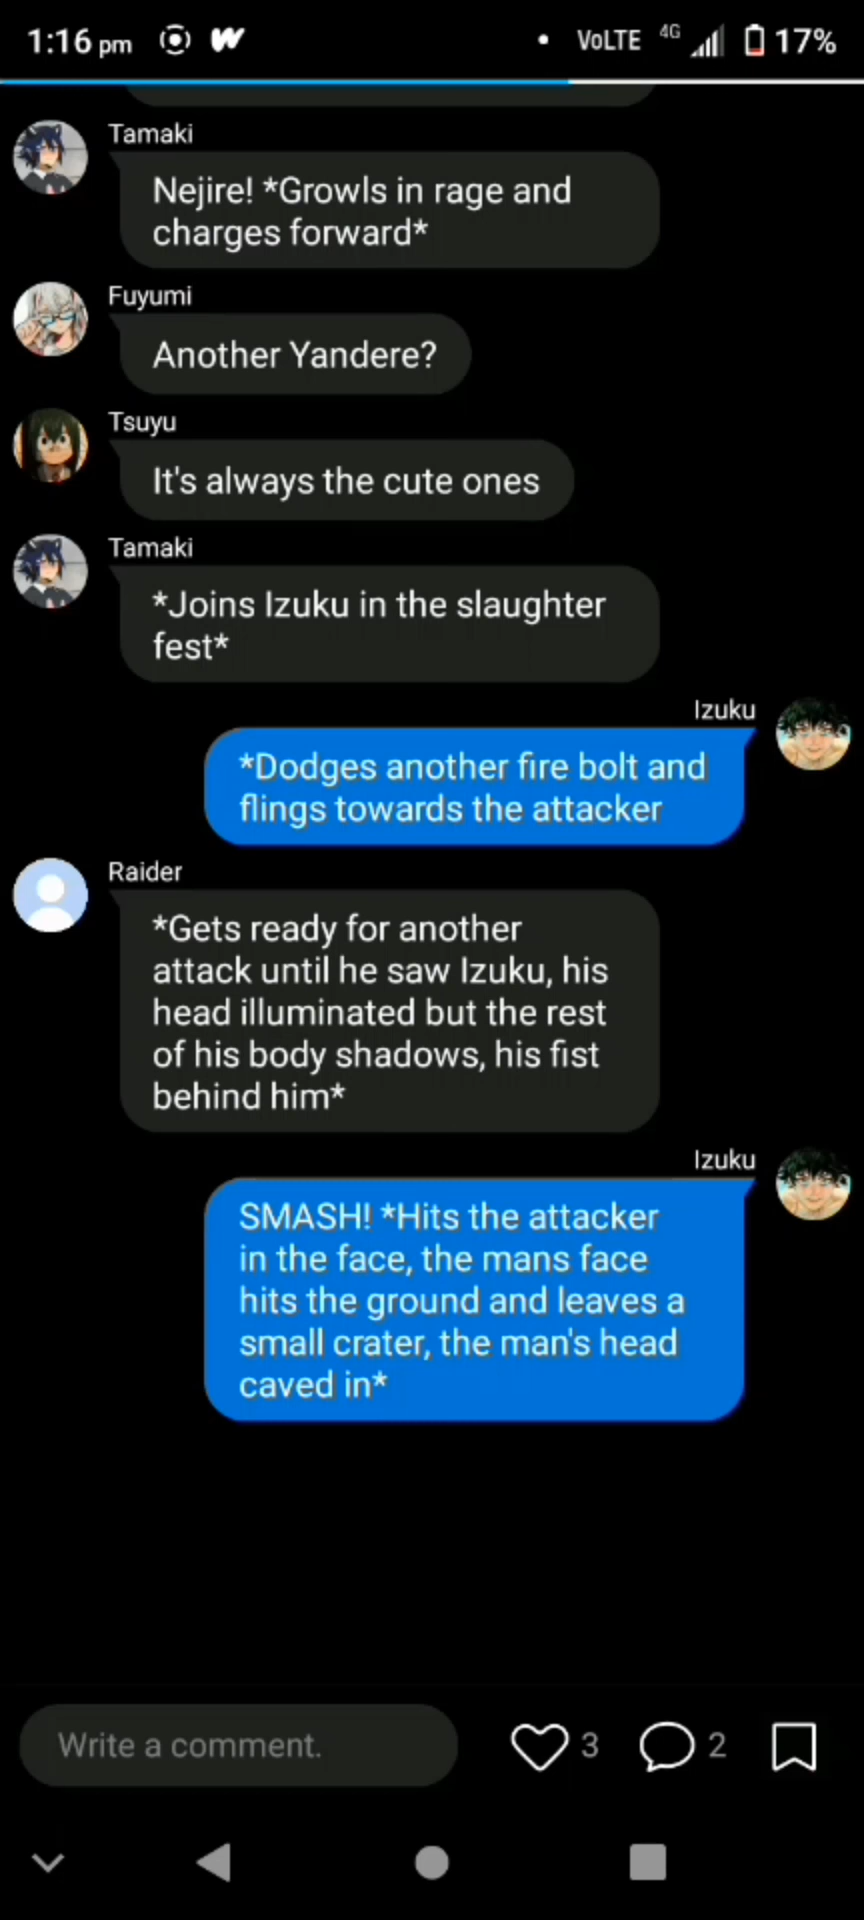 1:16 pm VoLTE 4G 17%
Tamaki
Nejire! *Growls in rage and
charges forward*
Fuyumi
Another Yandere?
Tsuyu
It's always the cute ones
Tamaki
*Joins Izuku in the slaughter
fest*
Izuku
*Dodges another fire bolt and
flings towards the attacker
Raider
*Gets ready for another
attack until he saw Izuku, his
head illuminated but the rest
of his body shadows, his fist
behind him*
Izuku
SMASH! *Hits the attacker
in the face, the mans face
hits the ground and leaves a
small crater, the man's head
caved in*
Write a comment. 3 2